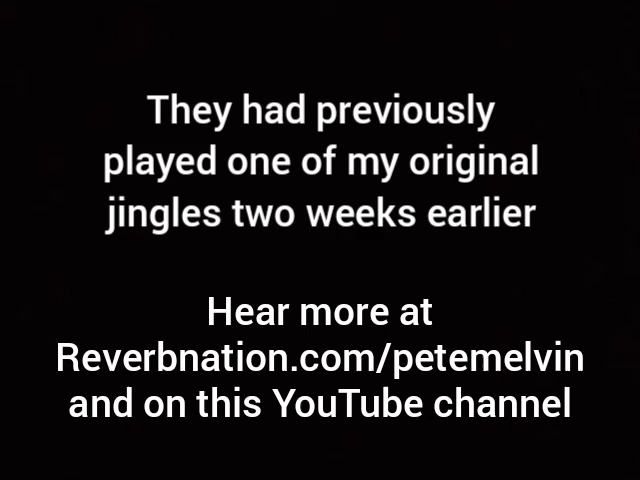 They had previously
played one of my original
jingles two weeks earlier
Hear more at
Reverbnation.com/petemelvin
and on this YouTube channel